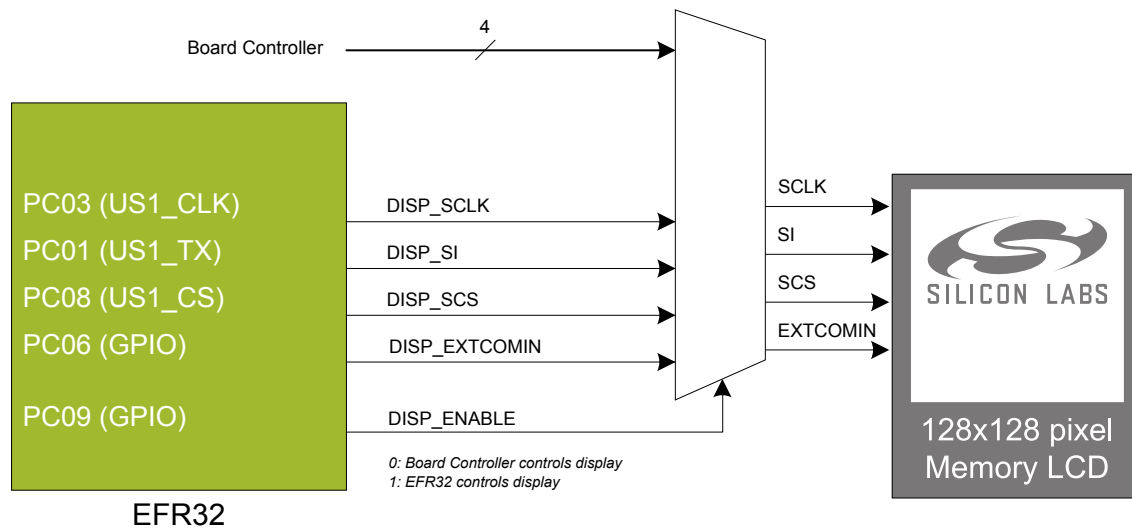 4
Board Controller
PC03 (US1_CLK)
PC01 (US1_TX)
PC08 (US1_CS)
PC06 (GPIO)
PC09 (GPIO)
EFR32
DISP_SCLK
DISP_SI
DISP_SCS
DISP_EXTCOMIN
DISP_ENABLE
0: Board Controller controls display
1: EFR32 controls display
SCLK
SI
SCS
EXTCOMIN
SILICON LABS
128x128 pixel
Memory LCD